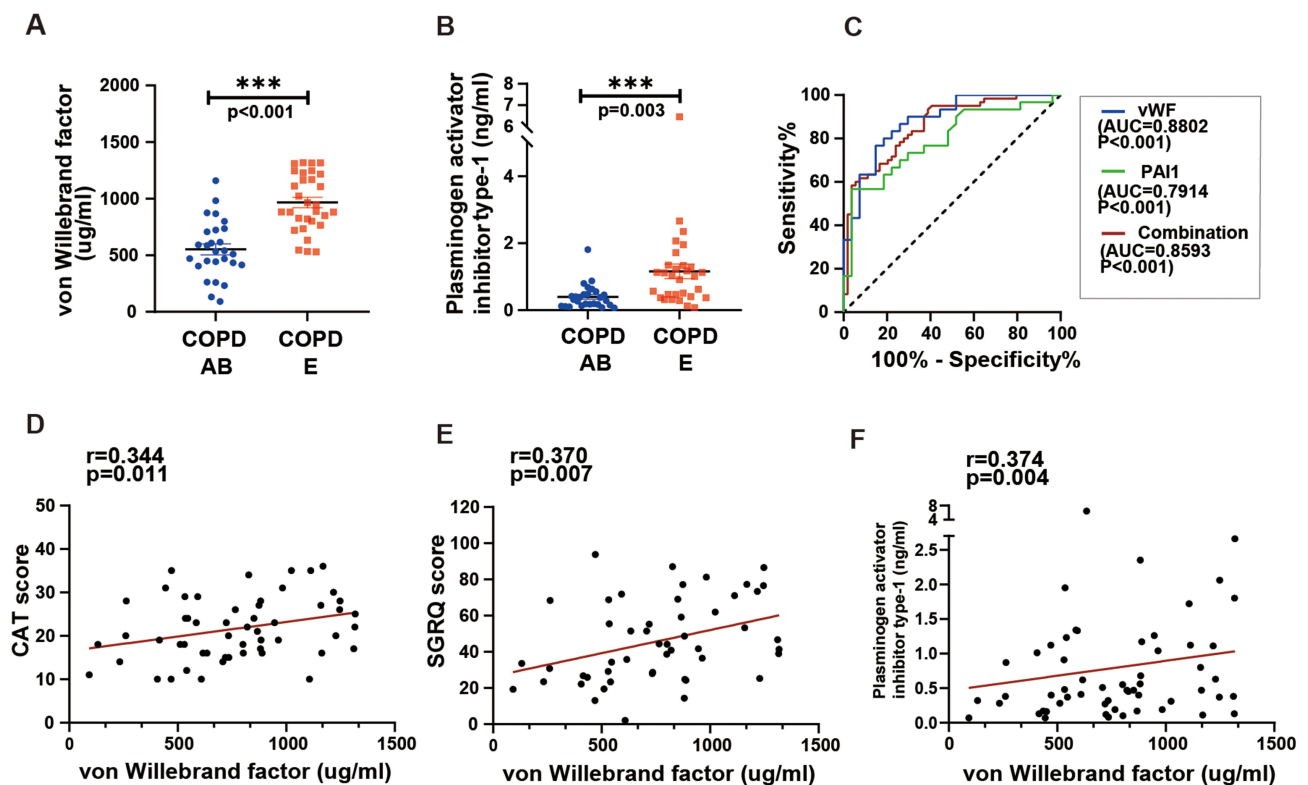 A
von Willebrand factor
(ug/ml)
2000
1500
1000
500
0
***
p<0.001
COPD
AB
COPD
E
B
Plasminogen activator
inhibitor type-1 (ng/ml)
8
7
6
4
2
0
***
p=0.003
COPD
AB
COPD
E
C
Sensitivity%
100
80
60
40
20
0
0 20 40 60 80 100
100% - Specificity%
vWF
(AUC=0.8802
P<0.001)
PAI1
(AUC=0.7914
P<0.001)
Combination
(AUC=0.8593
P<0.001)
D
r=0.344
p=0.011
CAT score
50
40
30
20
10
0
0 500 1000 1500
von Willebrand factor (ug/ml)
E
r=0.370
p=0.007
SGRQ score
120
100
80
60
40
20
0
0 500 1000 1500
von Willebrand factor (ug/ml)
F
r=0.374
p=0.004
Plasminogen activator
inhibitor type-1 (ng/ml)
8
4
2.5
2.0
1.5
1.0
0.5
0.0
0 500 1000 1500
von Willebrand factor (ug/ml)